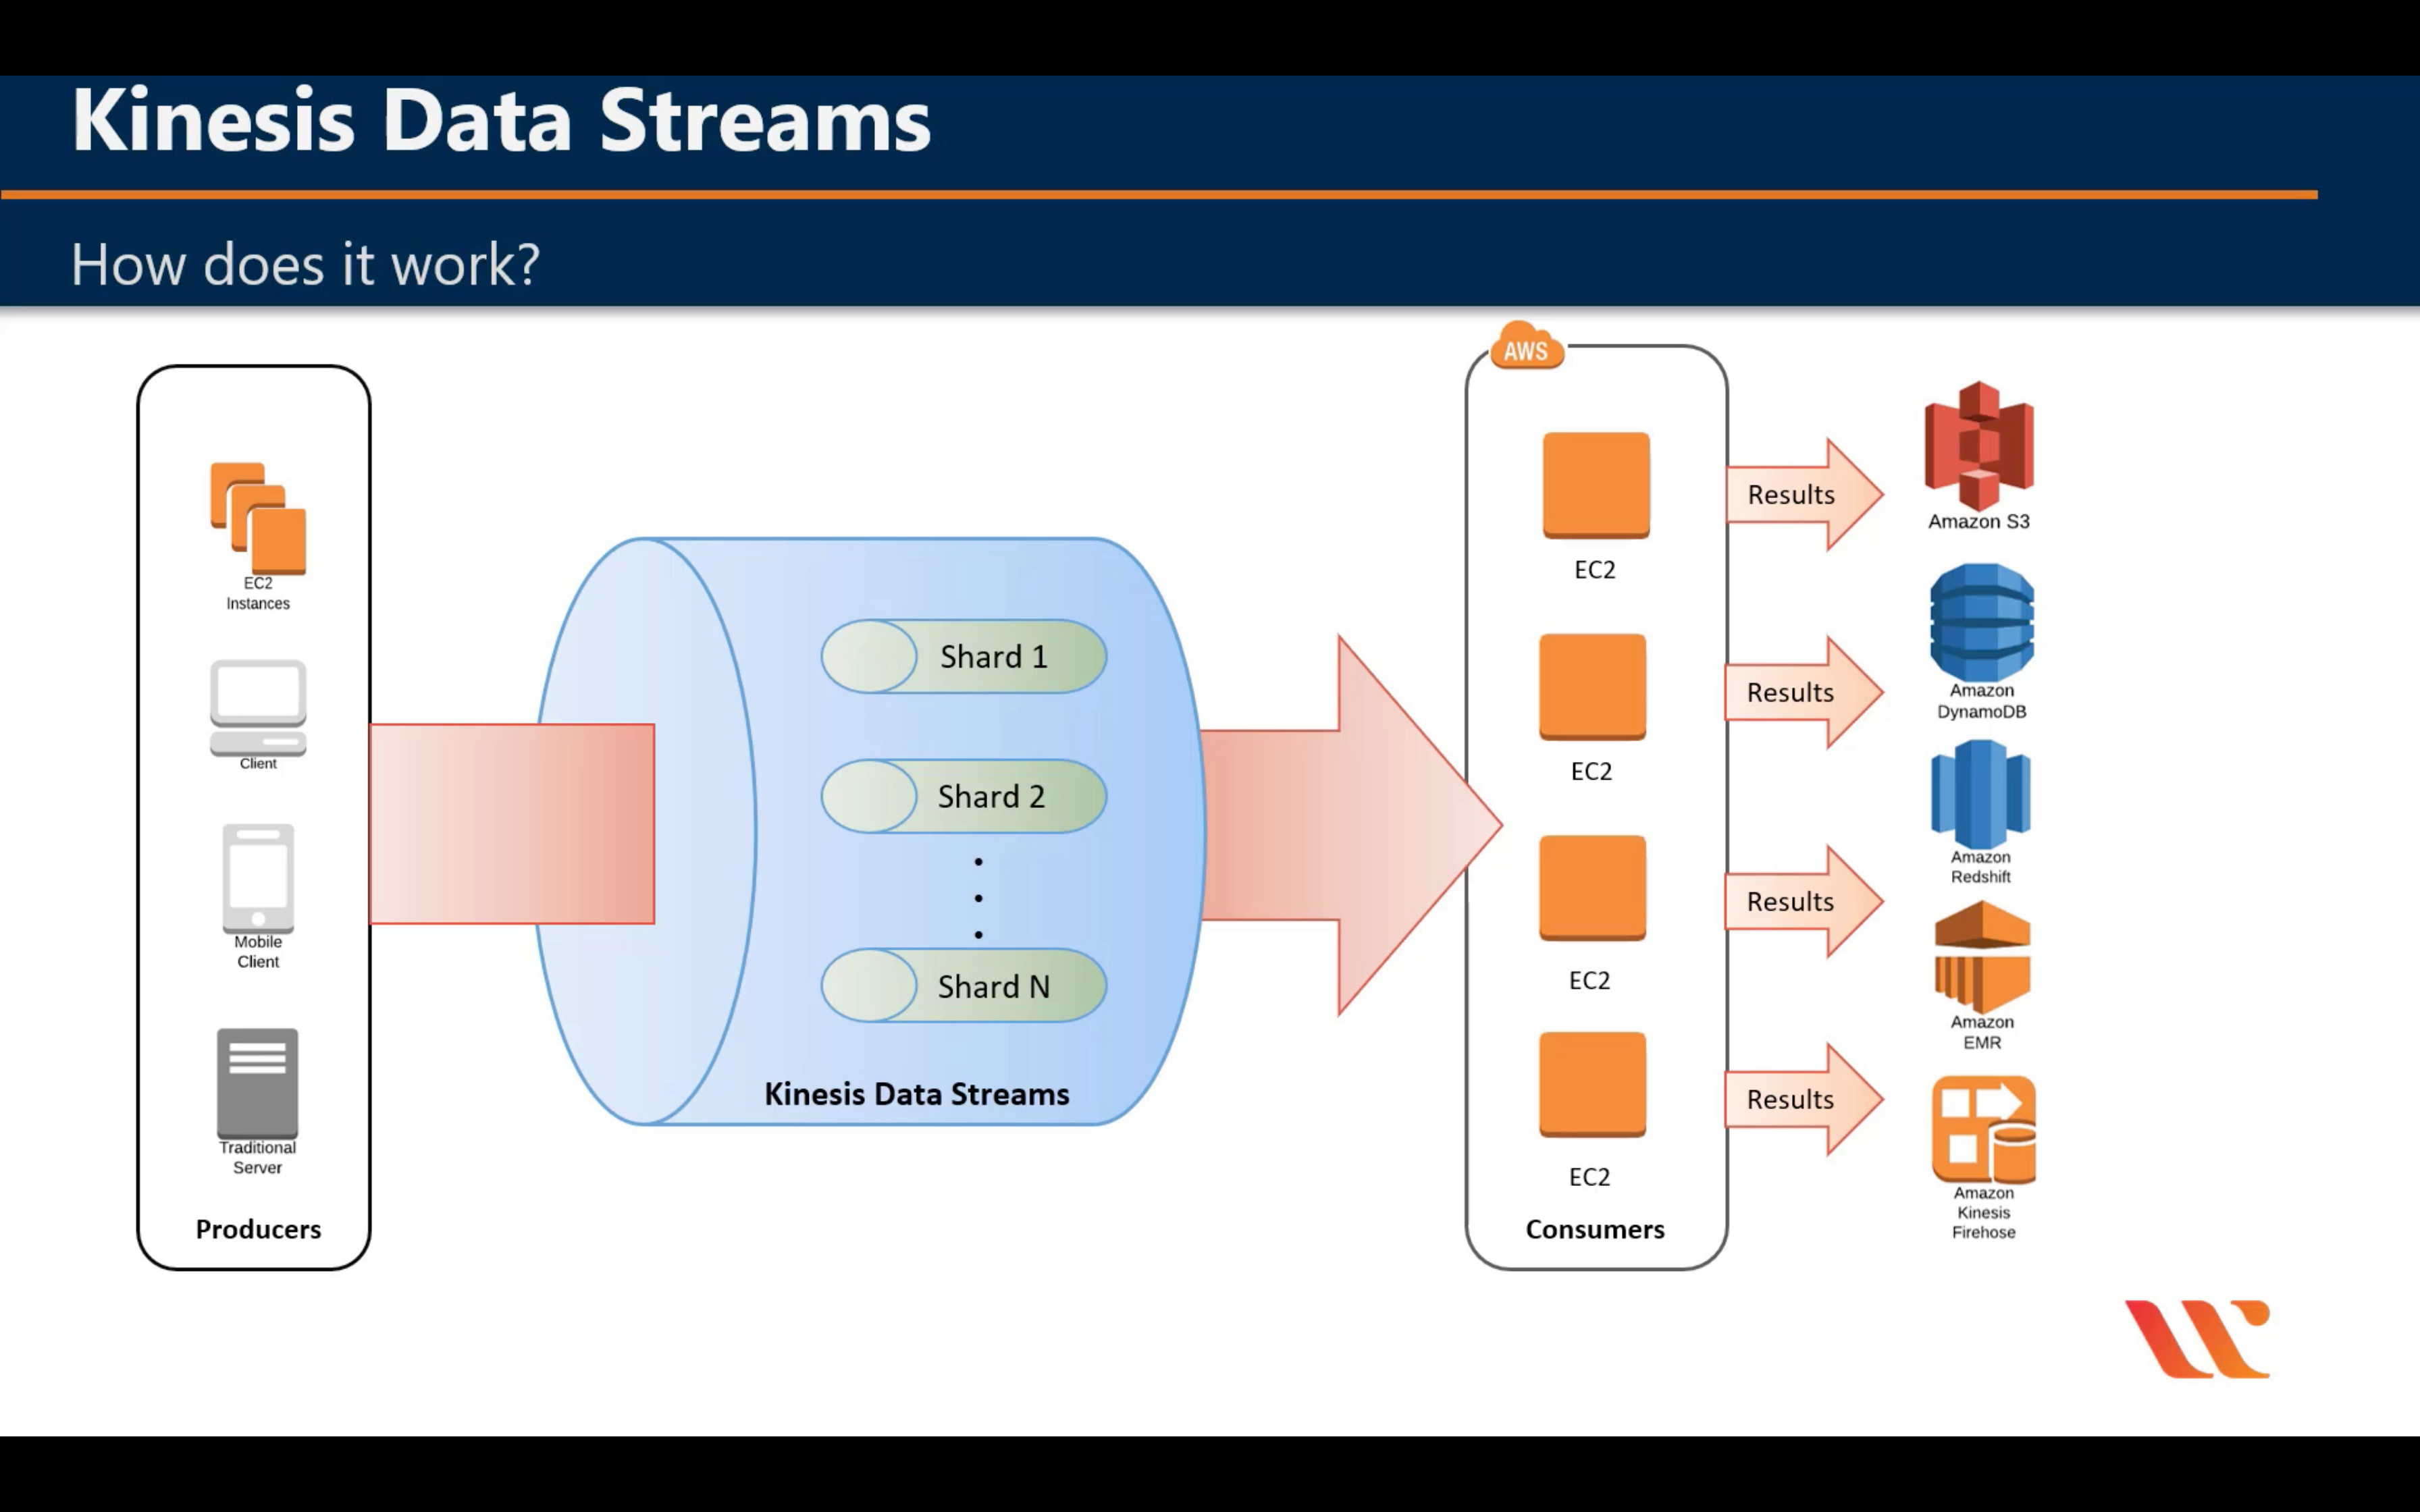 Kinesis Data Streams
How does it work?
EC2
Instances
Client
Mobile
Client
Traditional
Server
Producers
Shard 1
Shard 2
Shard N
Kinesis Data Streams
AWS
EC2
EC2
EC2
EC2
Consumers
Results
Results
Results
Results
Amazon S3
Amazon
DynamoDB
Amazon
Redshift
Amazon
EMR
Amazon
Kinesis
Firehose